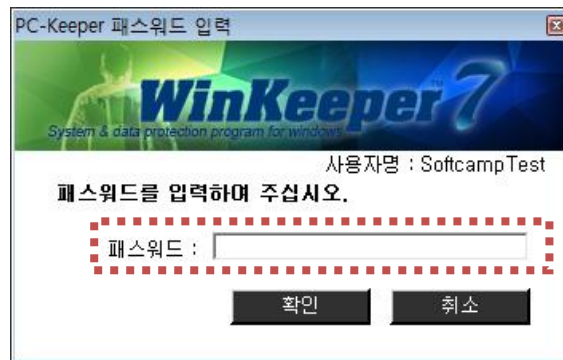 PC-Keeper 패스워드 입력
WinKeeper 7
System & data protection program for windows
사용자명 : SoftcampTest
패스워드를 입력하여 주십시오.
패스워드 :
확인 취소